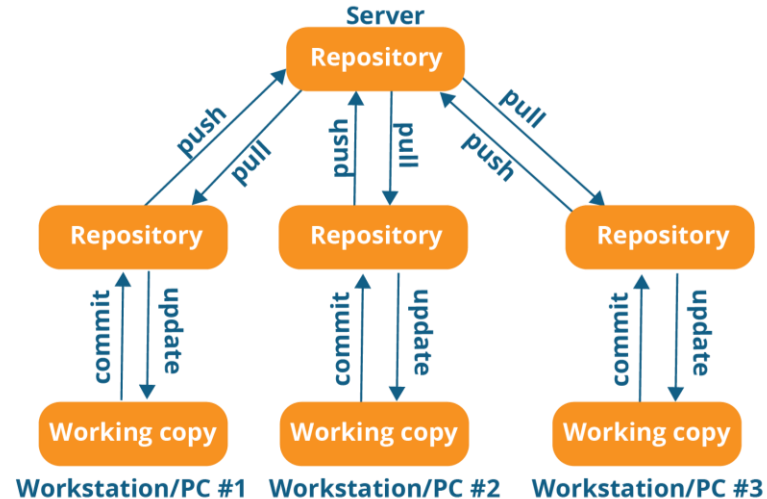 Server
Repository
push
pull
push
pull
push
pull
Repository
Repository
Repository
commit
update
commit
update
commit
update
Working copy
Working copy
Working copy
Workstation/PC #1
Workstation/PC #2
Workstation/PC #3